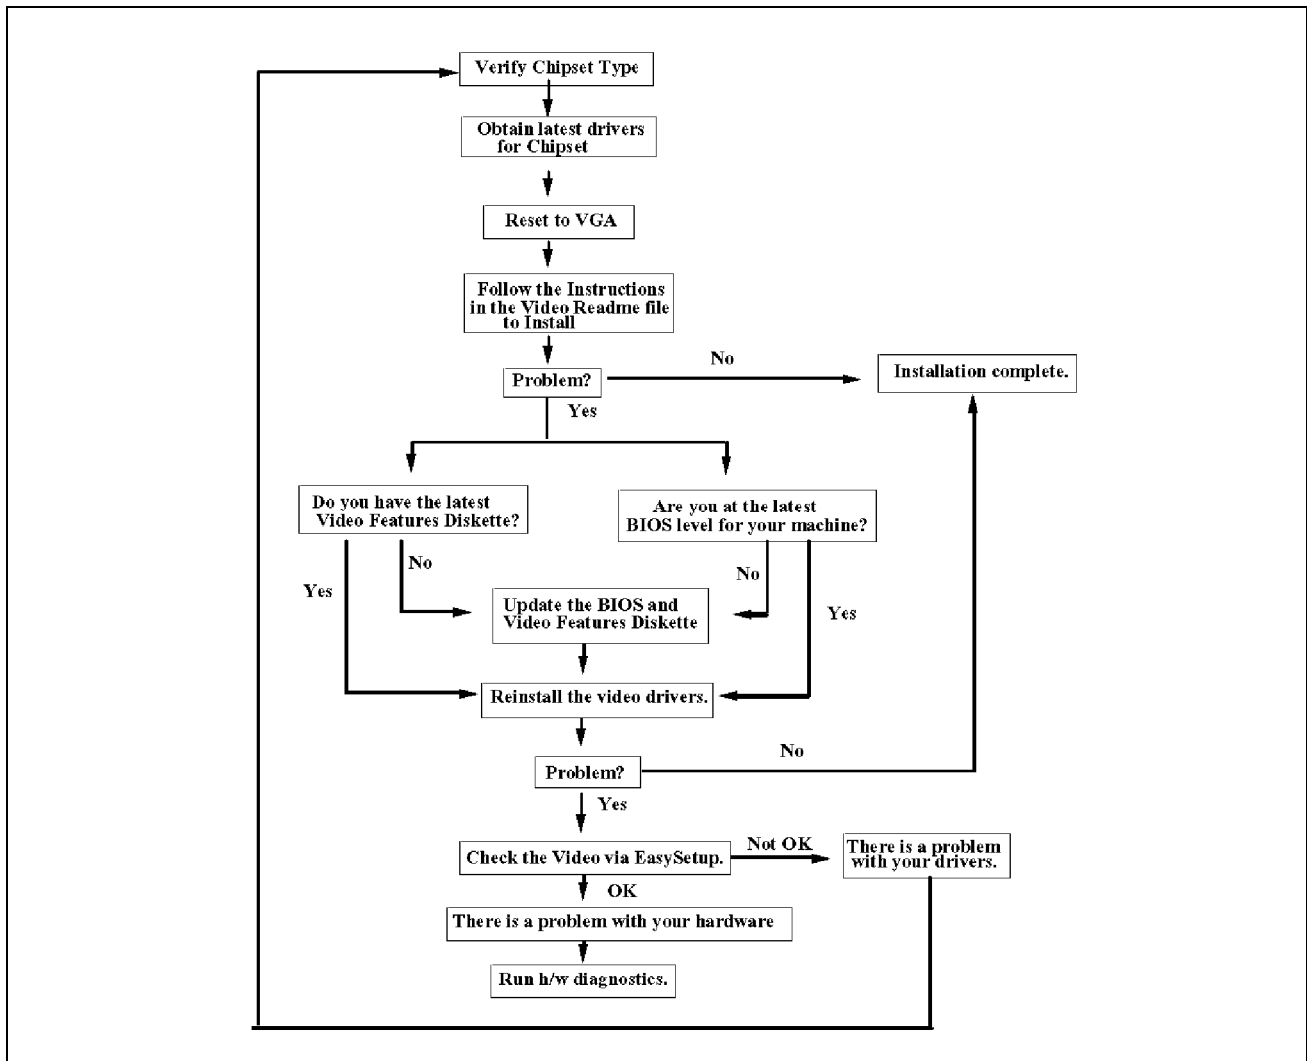 Verify Chipset Type
Obtain latest drivers
for Chipset
Reset to VGA
Follow the Instructions
in the Video Readme file
to Install
No
Problem?
Installation complete.
Yes
Do you have the latest
Video Features Diskette?
Are you at the latest
BIOS level for your machine?
No
No
Yes
Yes
Update the BIOS and
Video Features Diskette
Reinstall the video drivers.
No
Problem?
Yes
Check the Video via EasySetup.
Not OK
There is a problem
with your drivers.
OK
There is a problem with your hardware
Run h/w diagnostics.